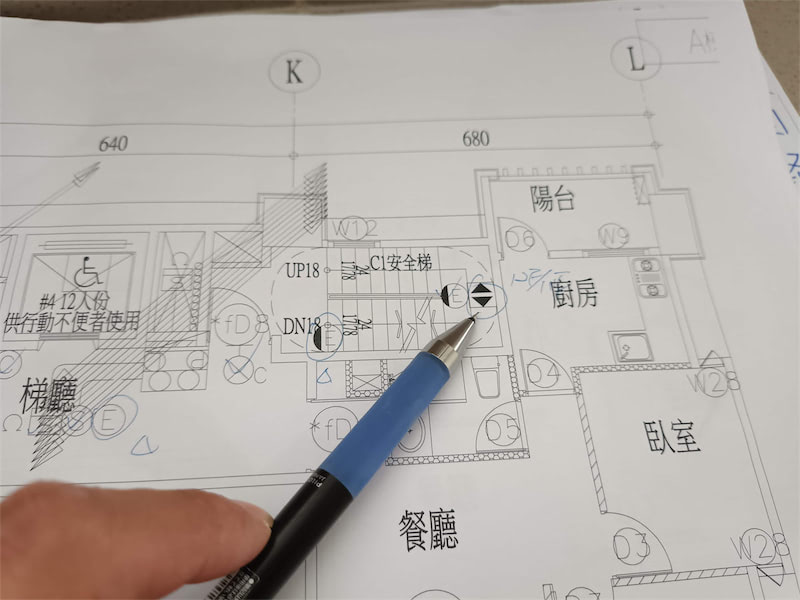 K
L
640
680
陽台
W12
D6
W9
UP18
C1安全梯
24
17.8
廚房
E
#4 12人份
供行動不便者使用
*fD8
DN18
24
17.8
E
C
D4
W28
梯廳
E
*fD
D5
臥室
餐廳
D3
W28